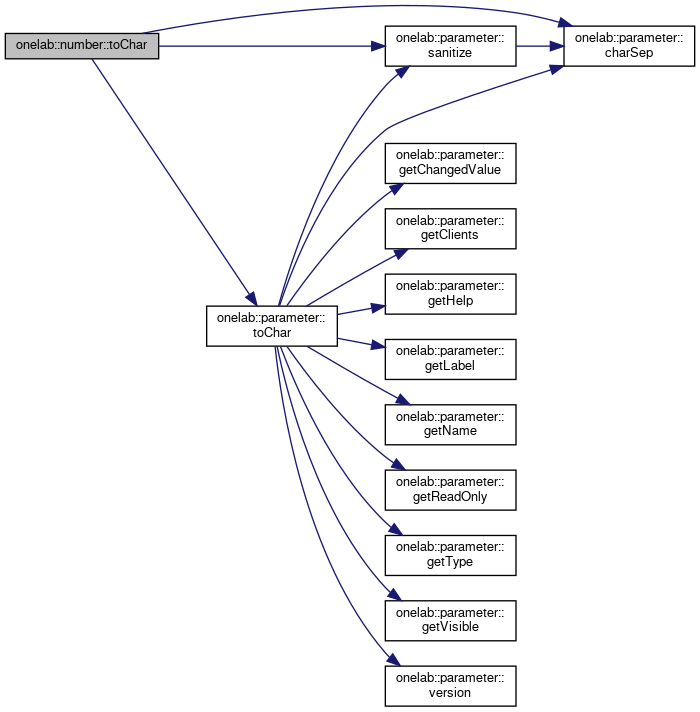 onelab::number::toChar
onelab::parameter::
sanitize
onelab::parameter::
charSep
onelab::parameter::
getChangedValue
onelab::parameter::
getClients
onelab::parameter::
getHelp
onelab::parameter::
toChar
onelab::parameter::
getLabel
onelab::parameter::
getName
onelab::parameter::
getReadOnly
onelab::parameter::
getType
onelab::parameter::
getVisible
onelab::parameter::
version